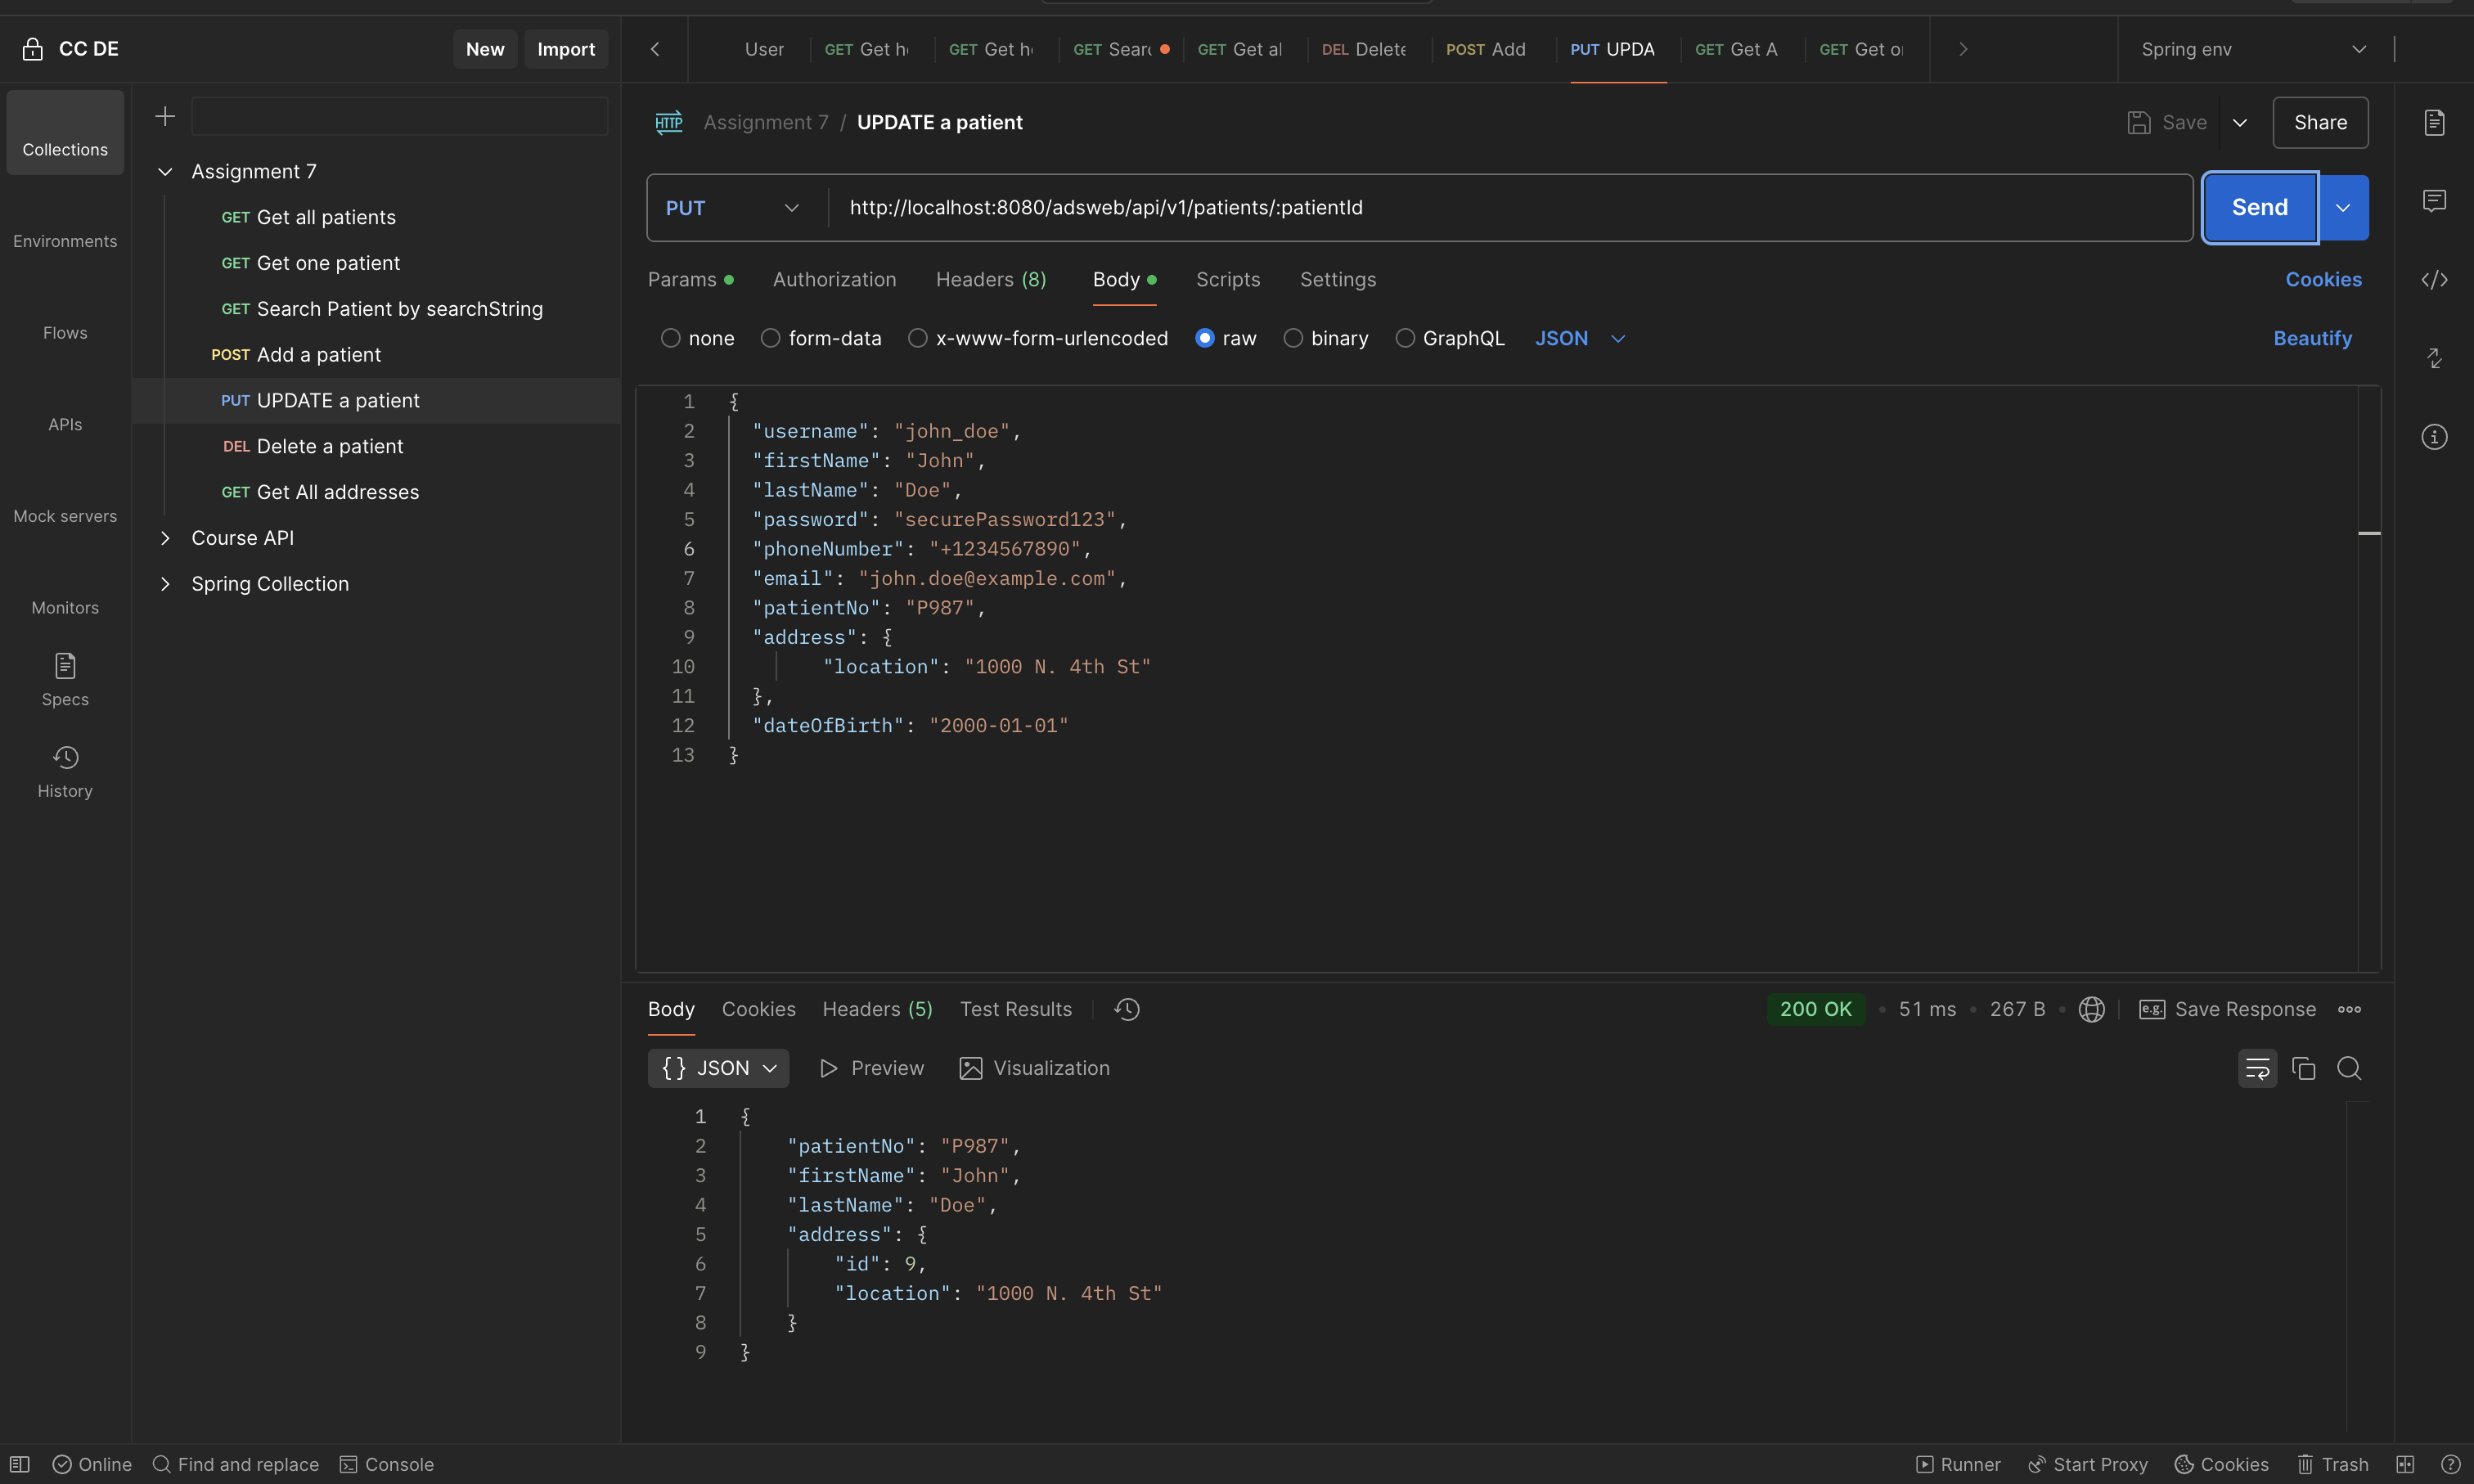 CC DE
New
Import
User
GET Get h
GET Get h
GET Sear
GET Get al
DEL Delete
POST Add
PUT UPDA
GET Get A
GET Get o
Spring env
Collections
Environments
Flows
APIs
Mock servers
Monitors
Specs
History
Assignment 7
GET Get all patients
GET Get one patient
GET Search Patient by searchString
POST Add a patient
PUT UPDATE a patient
DEL Delete a patient
GET Get All addresses
Course API
Spring Collection
HTTP Assignment 7 / UPDATE a patient
Save
Share
PUT http://localhost:8080/adsweb/api/v1/patients/:patientId
Send
Params Authorization Headers (8) Body Scripts Settings
Cookies
none form-data x-www-form-urlencoded raw binary GraphQL JSON
Beautify
1 {
2 "username": "john_doe",
3 "firstName": "John",
4 "lastName": "Doe",
5 "password": "securePassword123",
6 "phoneNumber": "+1234567890",
7 "email": "john.doe@example.com",
8 "patientNo": "P987",
9 "address": {
10 "location": "1000 N. 4th St"
11 },
12 "dateOfBirth": "2000-01-01"
13 }
Body Cookies Headers (5) Test Results
200 OK • 51 ms • 267 B •
e.g. Save Response
{} JSON Preview Visualization
1 {
2 "patientNo": "P987",
3 "firstName": "John",
4 "lastName": "Doe",
5 "address": {
6 "id": 9,
7 "location": "1000 N. 4th St"
8 }
9 }
Online Find and replace Console
Runner Start Proxy Cookies Trash